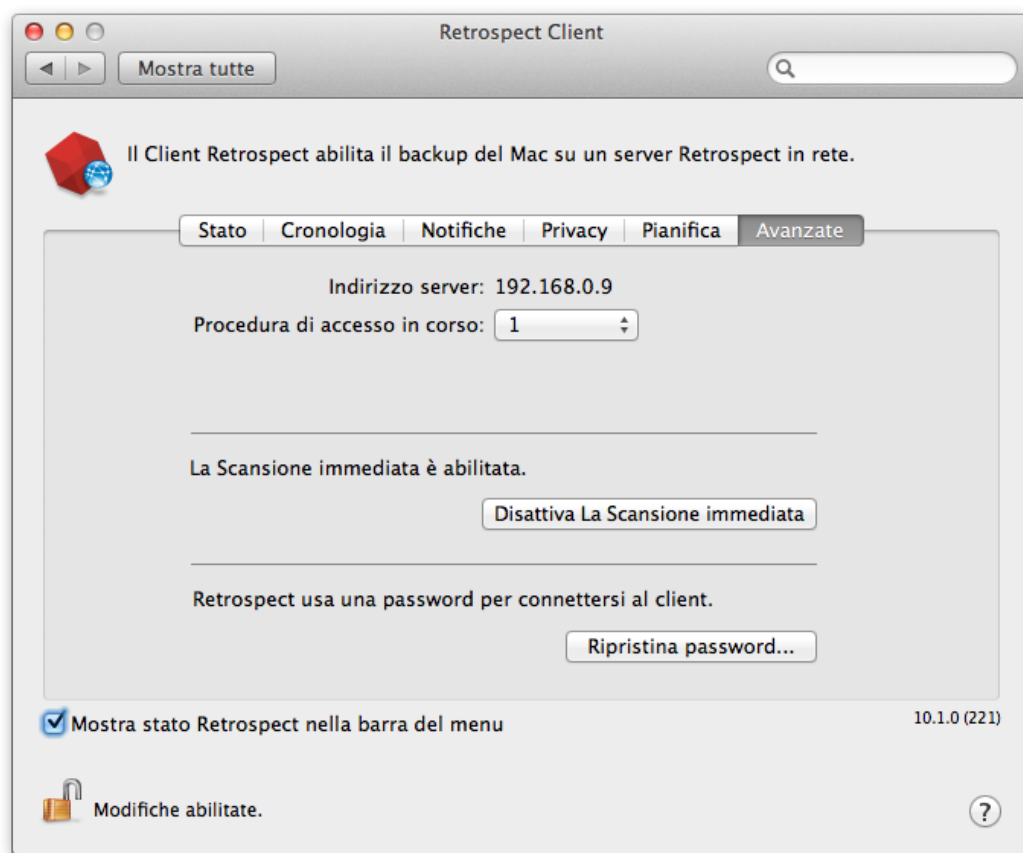 Retrospect Client
Mostra tutte
Il Client Retrospect abilita il backup del Mac su un server Retrospect in rete.
Stato Cronologia Notifiche Privacy Pianifica Avanzate
Indirizzo server: 192.168.0.9
Procedura di accesso in corso: 1
La Scansione immediata è abilitata.
Disattiva La Scansione immediata
Retrospect usa una password per connettersi al client.
Ripristina password...
Mostra stato Retrospect nella barra del menu
10.1.0 (221)
Modifiche abilitate.
?